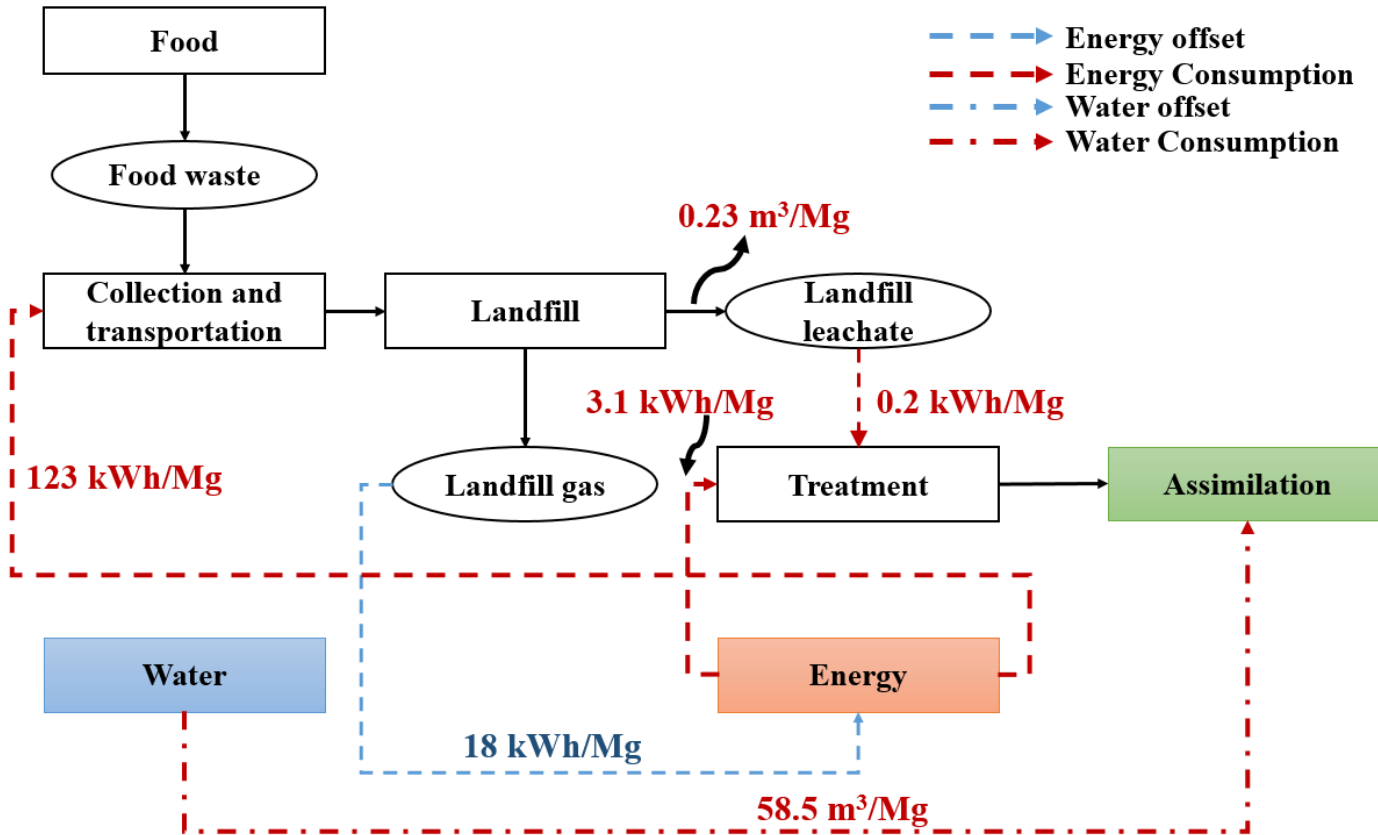 Food
Energy offset
Energy Consumption
Water offset
Water Consumption
Food waste
0.23 m³/Mg
Collection and
transportation
Landfill
Landfill
leachate
3.1 kWh/Mg
0.2 kWh/Mg
123 kWh/Mg
Landfill gas
Treatment
Assimilation
Water
Energy
18 kWh/Mg
58.5 m³/Mg